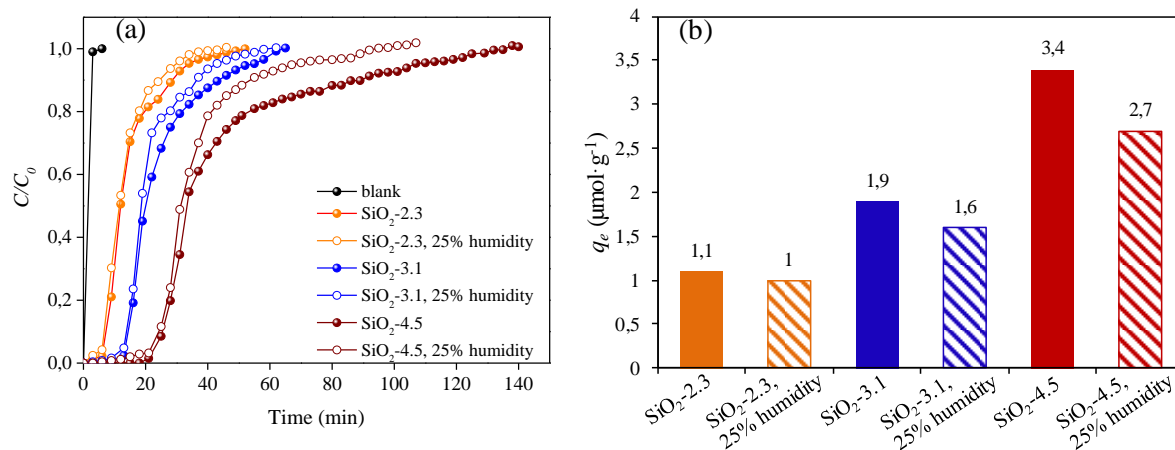 (a)
1,0
0,8
0,6
0,4
0,2
0,0
C/C0
0
20
40
60
80
100
120
140
Time (min)
blank
SiO2-2.3
SiO2-2.3, 25% humidity
SiO2-3.1
SiO2-3.1, 25% humidity
SiO2-4.5
SiO2-4.5, 25% humidity
(b)
4
3,5
3
2,5
2
1,5
1
0,5
0
qe (µmol·g-1)
1,1
1
1,9
1,6
3,4
2,7
SiO2-2.3
SiO2-2.3,
25% humidity
SiO2-3.1
SiO2-3.1,
25% humidity
SiO2-4.5
SiO2-4.5,
25% humidity